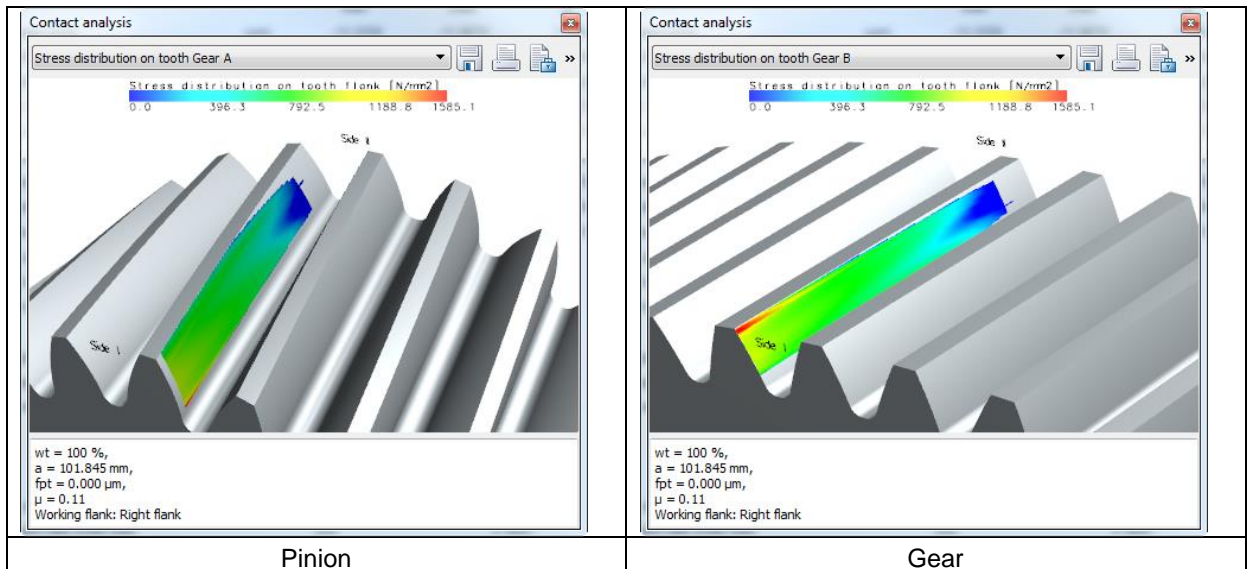 Contact analysis
Stress distribution on tooth Gear A
»
Stress distribution on tooth flank [N/mm2]
0.0 396.3 792.5 1188.8 1585.1
Side II
Side I
wt = 100 %,
a = 101.845 mm,
fpt = 0.000 µm,
µ = 0.11
Working flank: Right flank
Pinion
Contact analysis
Stress distribution on tooth Gear B
»
Stress distribution on tooth flank [N/mm2]
0.0 396.3 792.5 1188.8 1585.1
Side II
Side I
wt = 100 %,
a = 101.845 mm,
fpt = 0.000 µm,
µ = 0.11
Working flank: Right flank
Gear